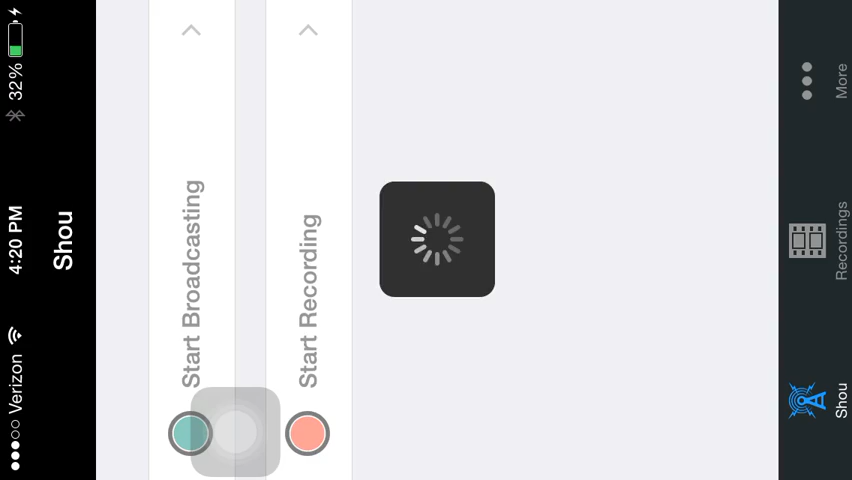 Verizon 4:20 PM 32%
Shou
Start Broadcasting
Start Recording
Shou Recordings More